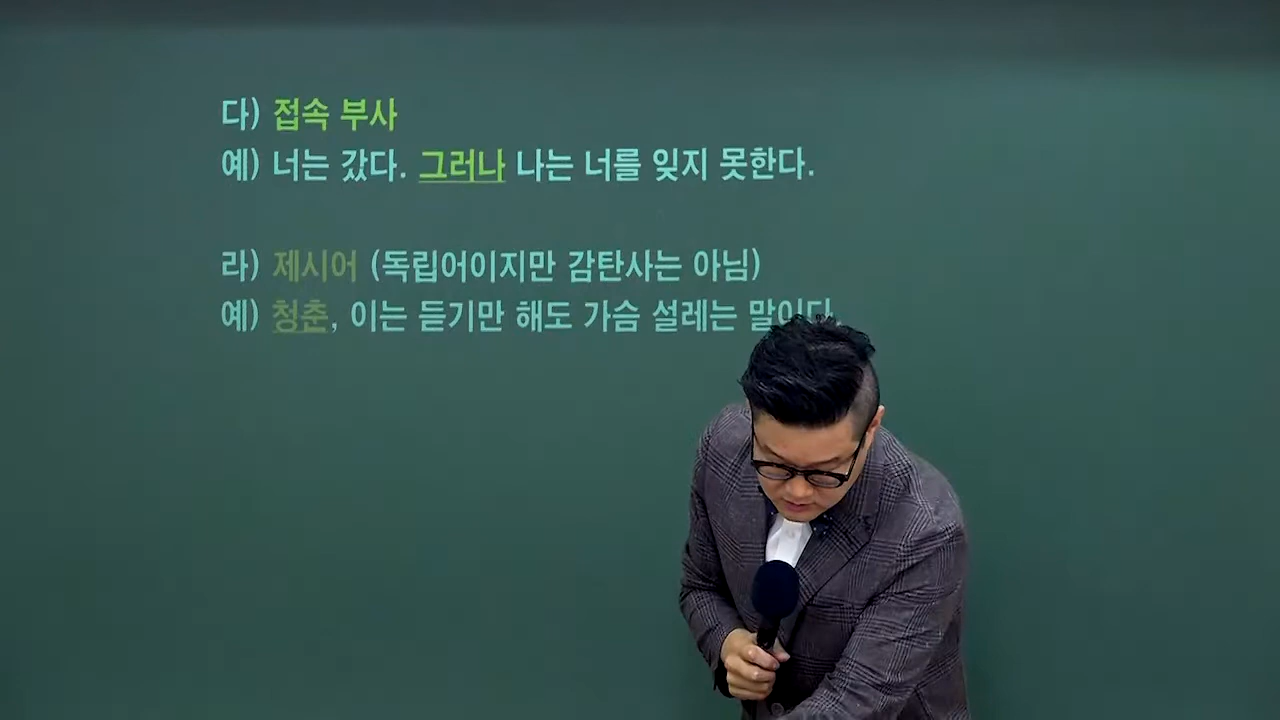 다) 접속 부사
예) 너는 갔다. 그러나 나는 너를 잊지 못한다.
라) 제시어 (독립어이지만 감탄사는 아님)
예) 청춘, 이는 듣기만 해도 가슴 설레는 말이다.